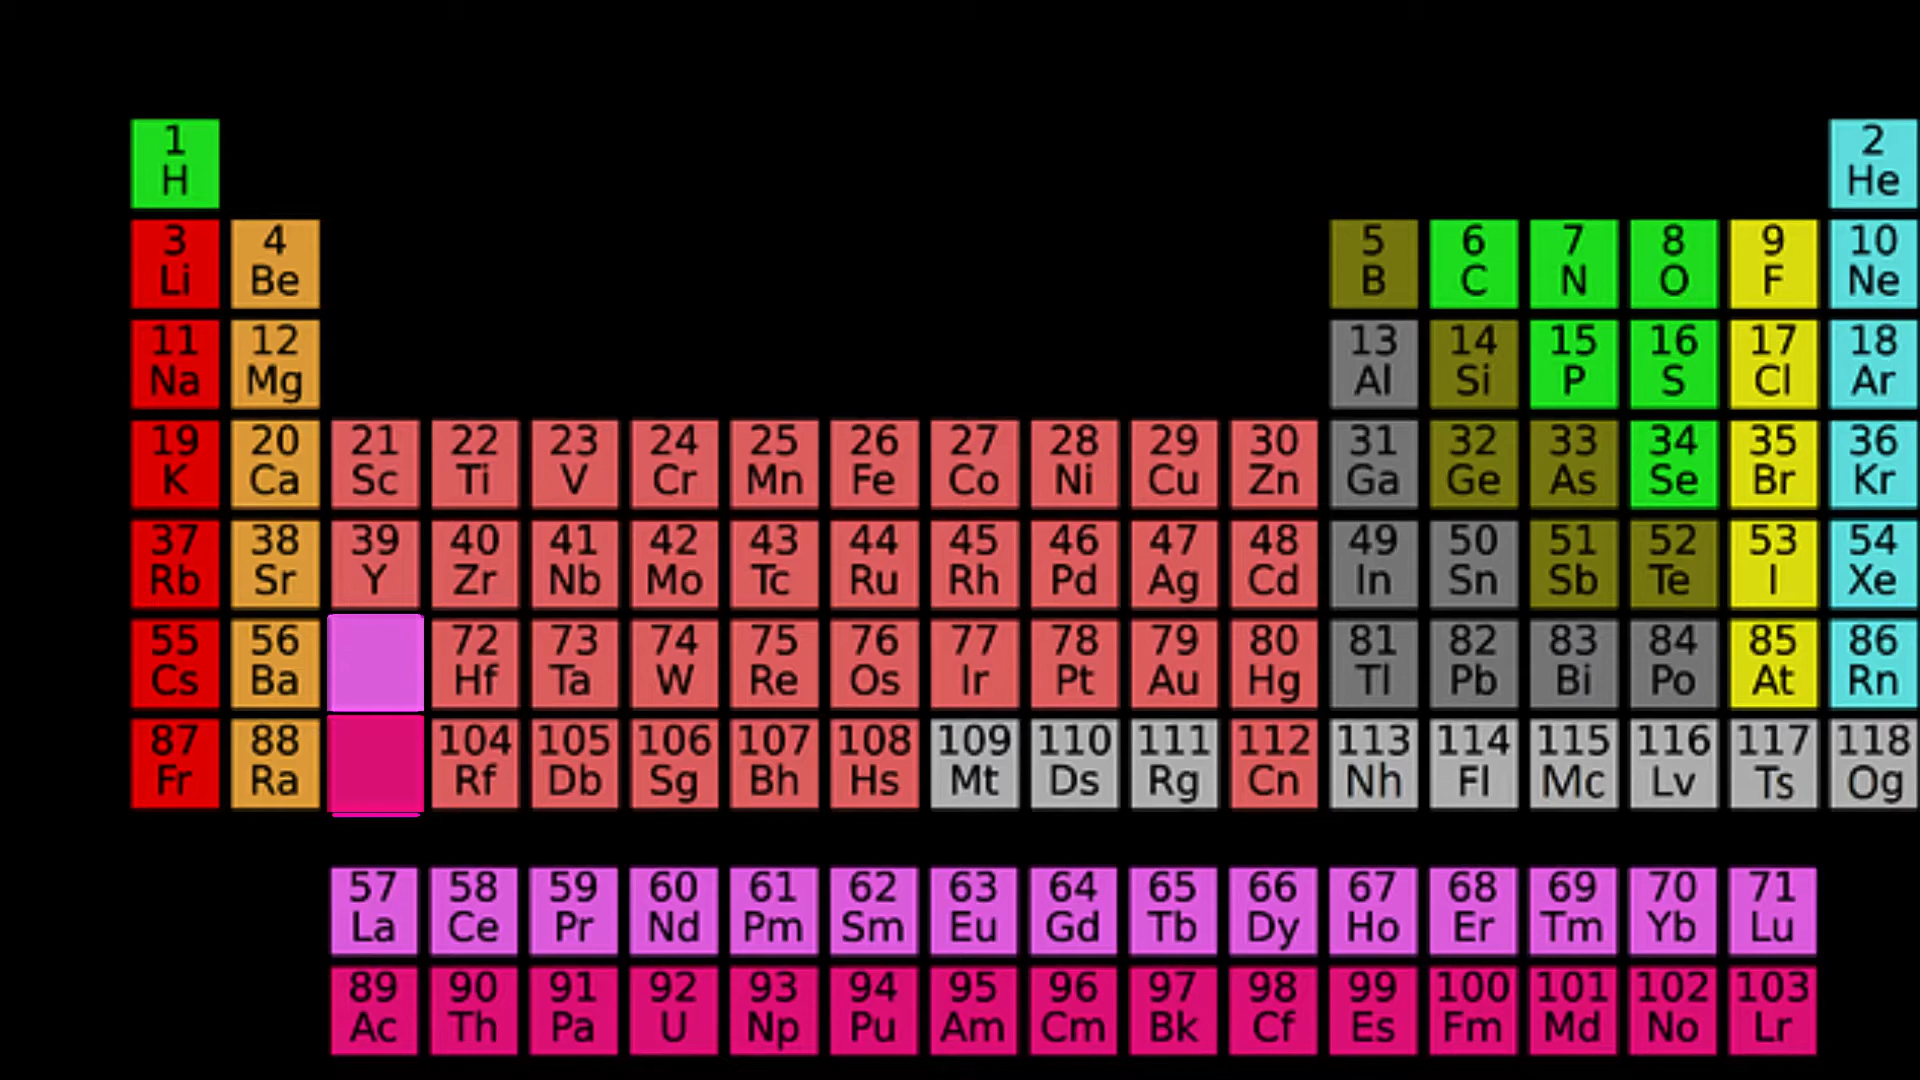 1 2
H He
3 4 5 6 7 8 9 10
Li Be B C N O F Ne
11 12 13 14 15 16 17 18
Na Mg Al Si P S Cl Ar
19 20 21 22 23 24 25 26 27 28 29 30 31 32 33 34 35 36
K Ca Sc Ti V Cr Mn Fe Co Ni Cu Zn Ga Ge As Se Br Kr
37 38 39 40 41 42 43 44 45 46 47 48 49 50 51 52 53 54
Rb Sr Y Zr Nb Mo Tc Ru Rh Pd Ag Cd In Sn Sb Te I Xe
55 56 72 73 74 75 76 77 78 79 80 81 82 83 84 85 86
Cs Ba Hf Ta W Re Os Ir Pt Au Hg Tl Pb Bi Po At Rn
87 88 104 105 106 107 108 109 110 111 112 113 114 115 116 117 118
Fr Ra Rf Db Sg Bh Hs Mt Ds Rg Cn Nh Fl Mc Lv Ts Og
57 58 59 60 61 62 63 64 65 66 67 68 69 70 71
La Ce Pr Nd Pm Sm Eu Gd Tb Dy Ho Er Tm Yb Lu
89 90 91 92 93 94 95 96 97 98 99 100 101 102 103
Ac Th Pa U Np Pu Am Cm Bk Cf Es Fm Md No Lr